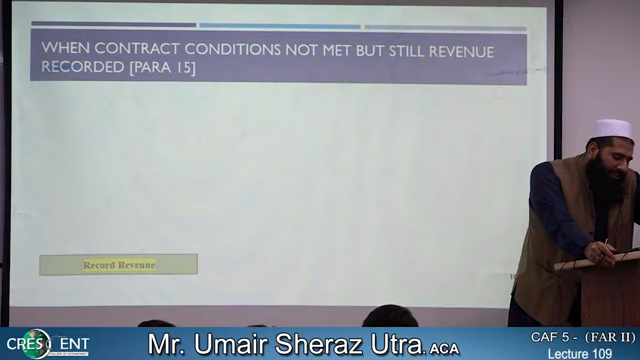 WHEN CONTRACT CONDITIONS NOT MET BUT STILL REVENUE
RECORDED [PARA 15]
Record Revenue
CRESCENT
Mr. Umair Sheraz Utra. ACA
CAF 5 - (FAR II)
Lecture 109